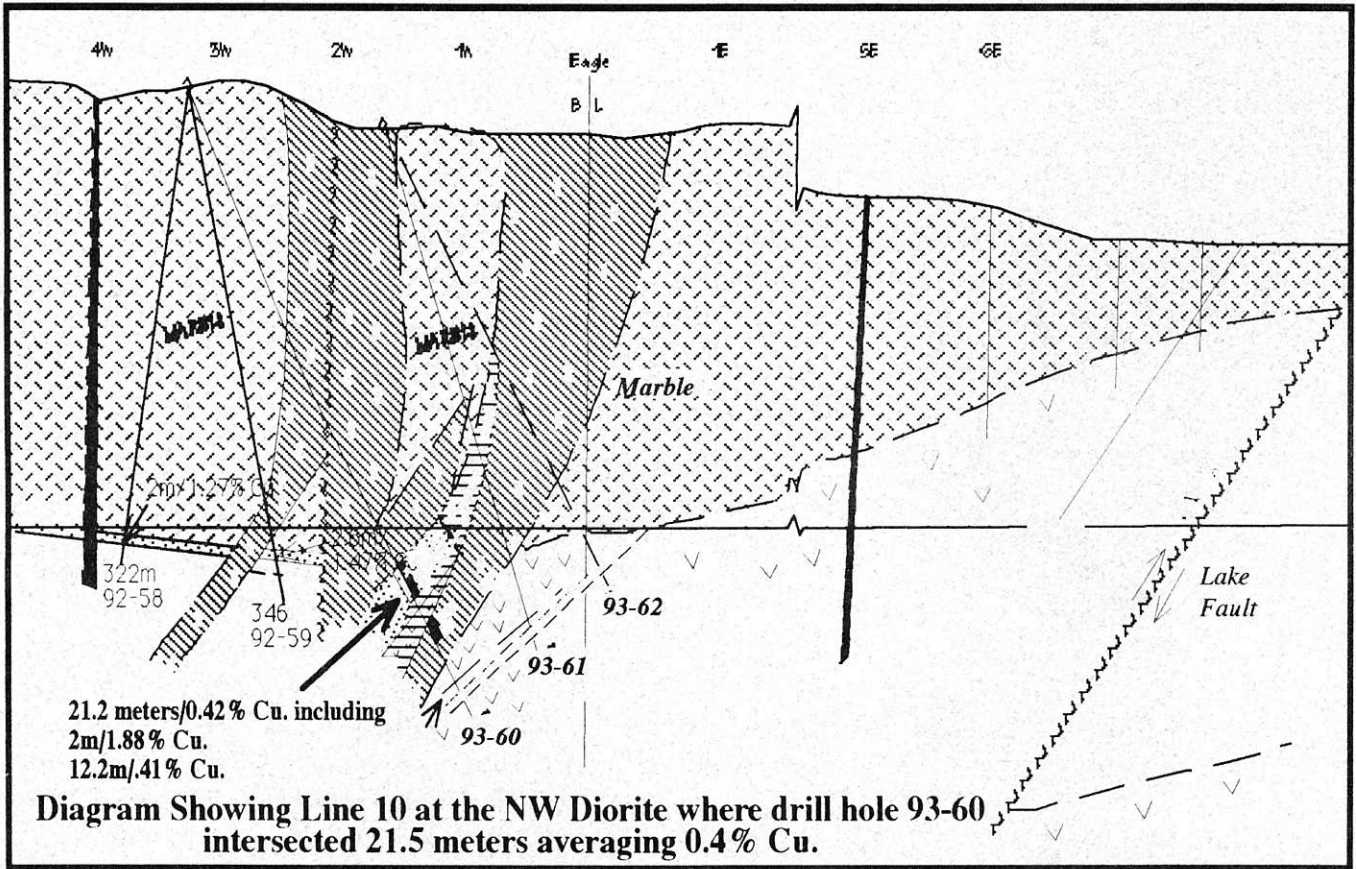 4W 3W 2W 1W Eagle 1E 5E 6E
B L
Marble
2m/1.27% C
322m
92-58
346
92-59
93-62
93-61
93-60
Lake
Fault
21.2 meters/0.42% Cu. including
2m/1.88% Cu.
12.2m/.41% Cu.
Diagram Showing Line 10 at the NW Diorite where drill hole 93-60
intersected 21.5 meters averaging 0.4% Cu.